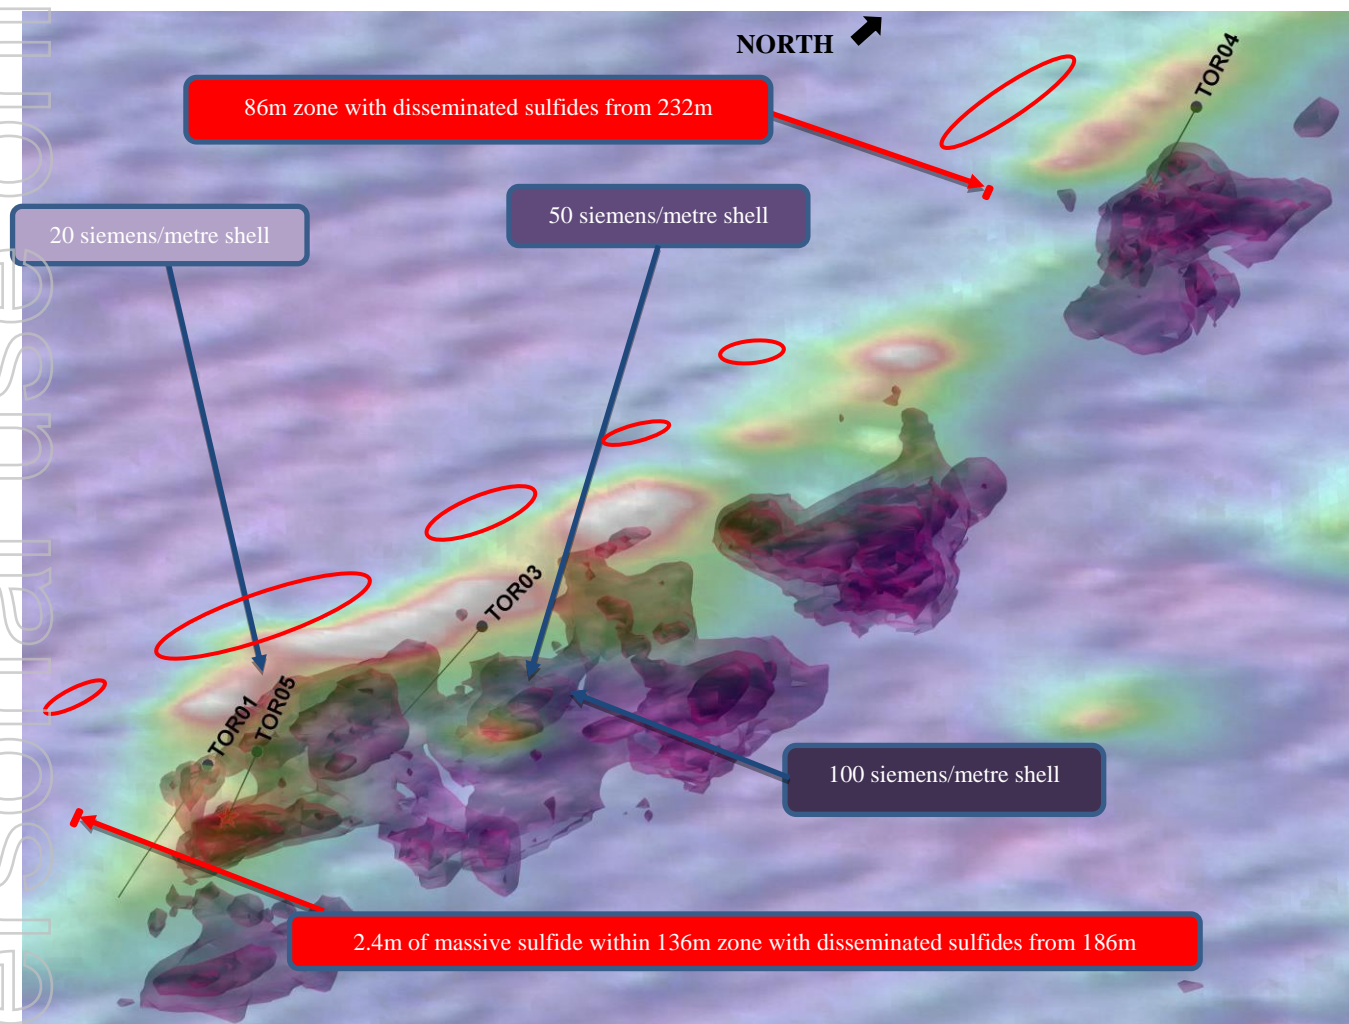 NORTH
TOR04
86m zone with disseminated sulfides from 232m
50 siemens/metre shell
20 siemens/metre shell
TOR03
TOR01
TOR05
100 siemens/metre shell
2.4m of massive sulfide within 136m zone with disseminated sulfides from 186m